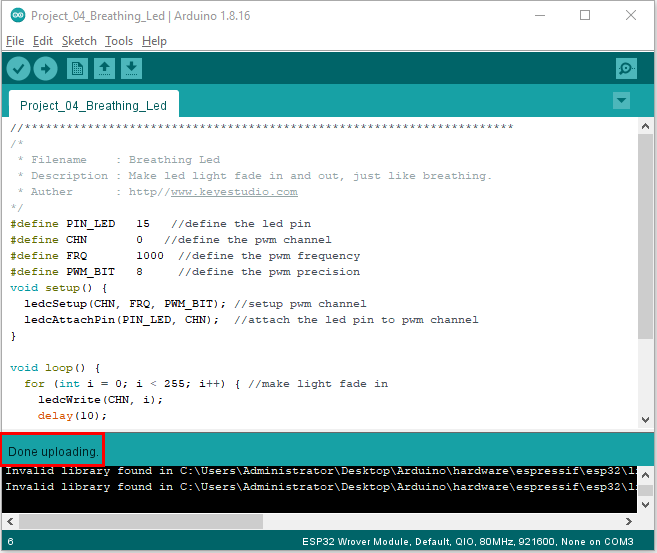 Project_04_Breathing_Led | Arduino 1.8.16
File Edit Sketch Tools Help
Project_04_Breathing_Led
//**********************************************************************
/*
 * Filename    : Breathing Led
 * Description : Make led light fade in and out, just like breathing.
 * Auther      : http//www.keyestudio.com
*/
#define PIN_LED   15   //define the led pin
#define CHN       0   //define the pwm channel
#define FRQ       1000  //define the pwm frequency
#define PWM_BIT   8     //define the pwm precision
void setup() {
  ledcSetup(CHN, FRQ, PWM_BIT); //setup pwm channel
  ledcAttachPin(PIN_LED, CHN);  //attach the led pin to pwm channel
}
void loop() {
  for (int i = 0; i < 255; i++) { //make light fade in
    ledcWrite(CHN, i);
    delay(10);
Done uploading.
Invalid library found in C:\Users\Administrator\Desktop\Arduino\hardware\espressif\esp32\li
Invalid library found in C:\Users\Administrator\Desktop\Arduino\hardware\espressif\esp32\li
6 ESP32 Wrover Module, Default, QIO, 80MHz, 921600, None on COM3